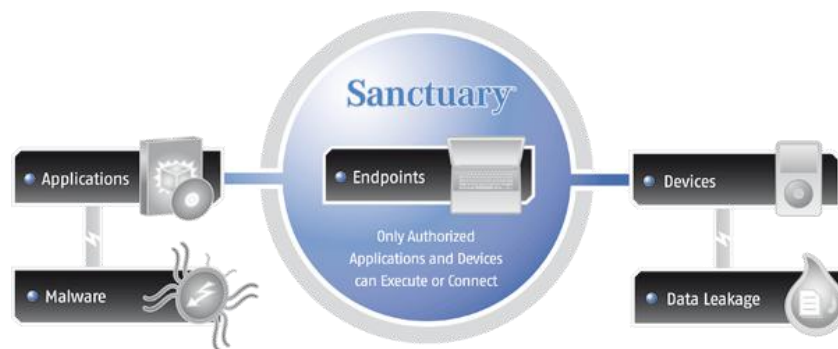 Sanctuary
Applications
Endpoints
Devices
Only Authorized
Applications and Devices
can Execute or Connect
Malware
Data Leakage